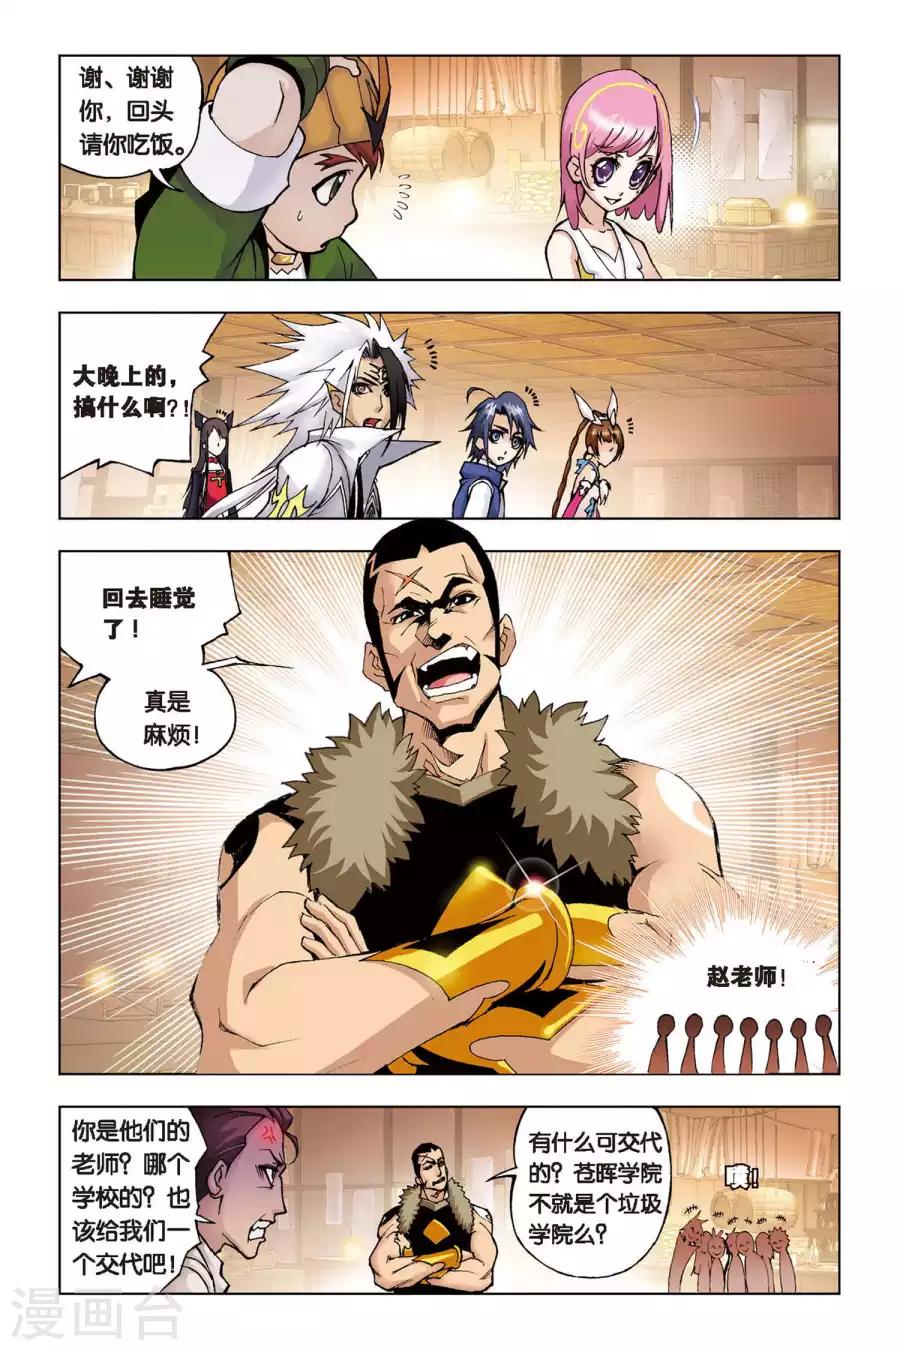 谢、谢谢
你，回头
请你吃饭。
大晚上的，
搞什么啊?!
回去睡觉
了！
真是
麻烦！
赵老师！
你是他们的
老师？哪个
学校的？也
该给我们一
个交代吧！
有什么可交代
的？苍晖学院
不就是个垃圾
学院么？
噗！
漫画台